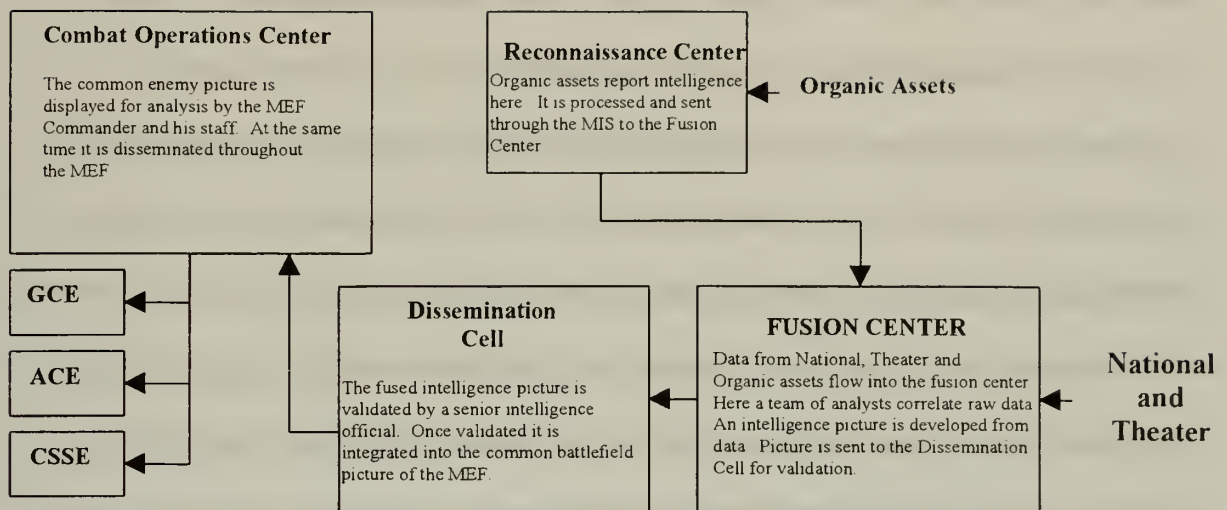 Combat Operations Center
The common enemy picture is
displayed for analysis by the MEF
Commander and his staff. At the same
time it is disseminated throughout
the MEF
Reconnaissance Center
Organic assets report intelligence
here It is processed and sent
through the MIS to the Fusion
Center
Organic Assets
GCE
ACE
CSSE
Dissemination
Cell
The fused intelligence picture is
validated by a senior intelligence
official. Once validated it is
integrated into the common battlefield
picture of the MEF.
FUSION CENTER
Data from National, Theater and
Organic assets flow into the fusion center
Here a team of analysts correlate raw data
An intelligence picture is developed from
data Picture is sent to the Dissemination
Cell for validation.
National
and
Theater